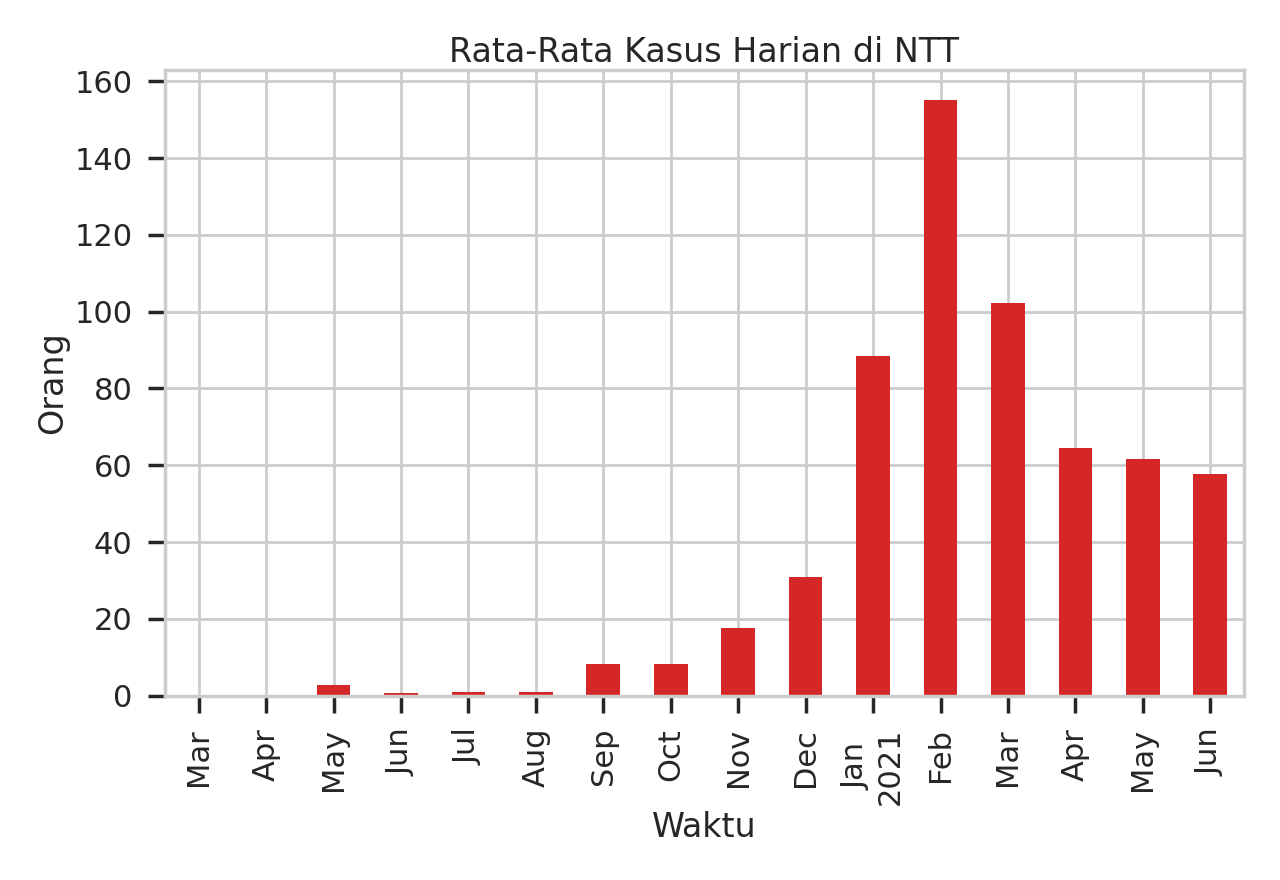 Rata-Rata Kasus Harian di NTT
160
140
120
100
80
60
40
20
0
Orang
Mar
Apr
May
Jun
Jul
Aug
Sep
Oct
Nov
Dec
Jan
2021
Feb
Mar
Apr
May
Jun
Waktu